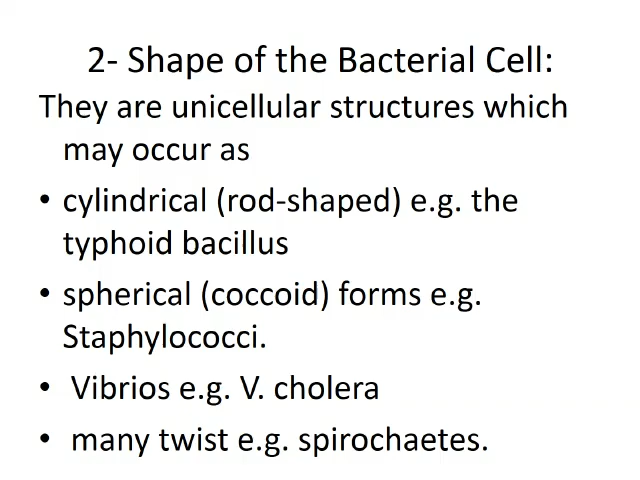 2- Shape of the Bacterial Cell:
They are unicellular structures which
may occur as
• cylindrical (rod-shaped) e.g. the
typhoid bacillus
• spherical (coccoid) forms e.g.
Staphylococci.
• Vibrios e.g. V. cholera
• many twist e.g. spirochaetes.